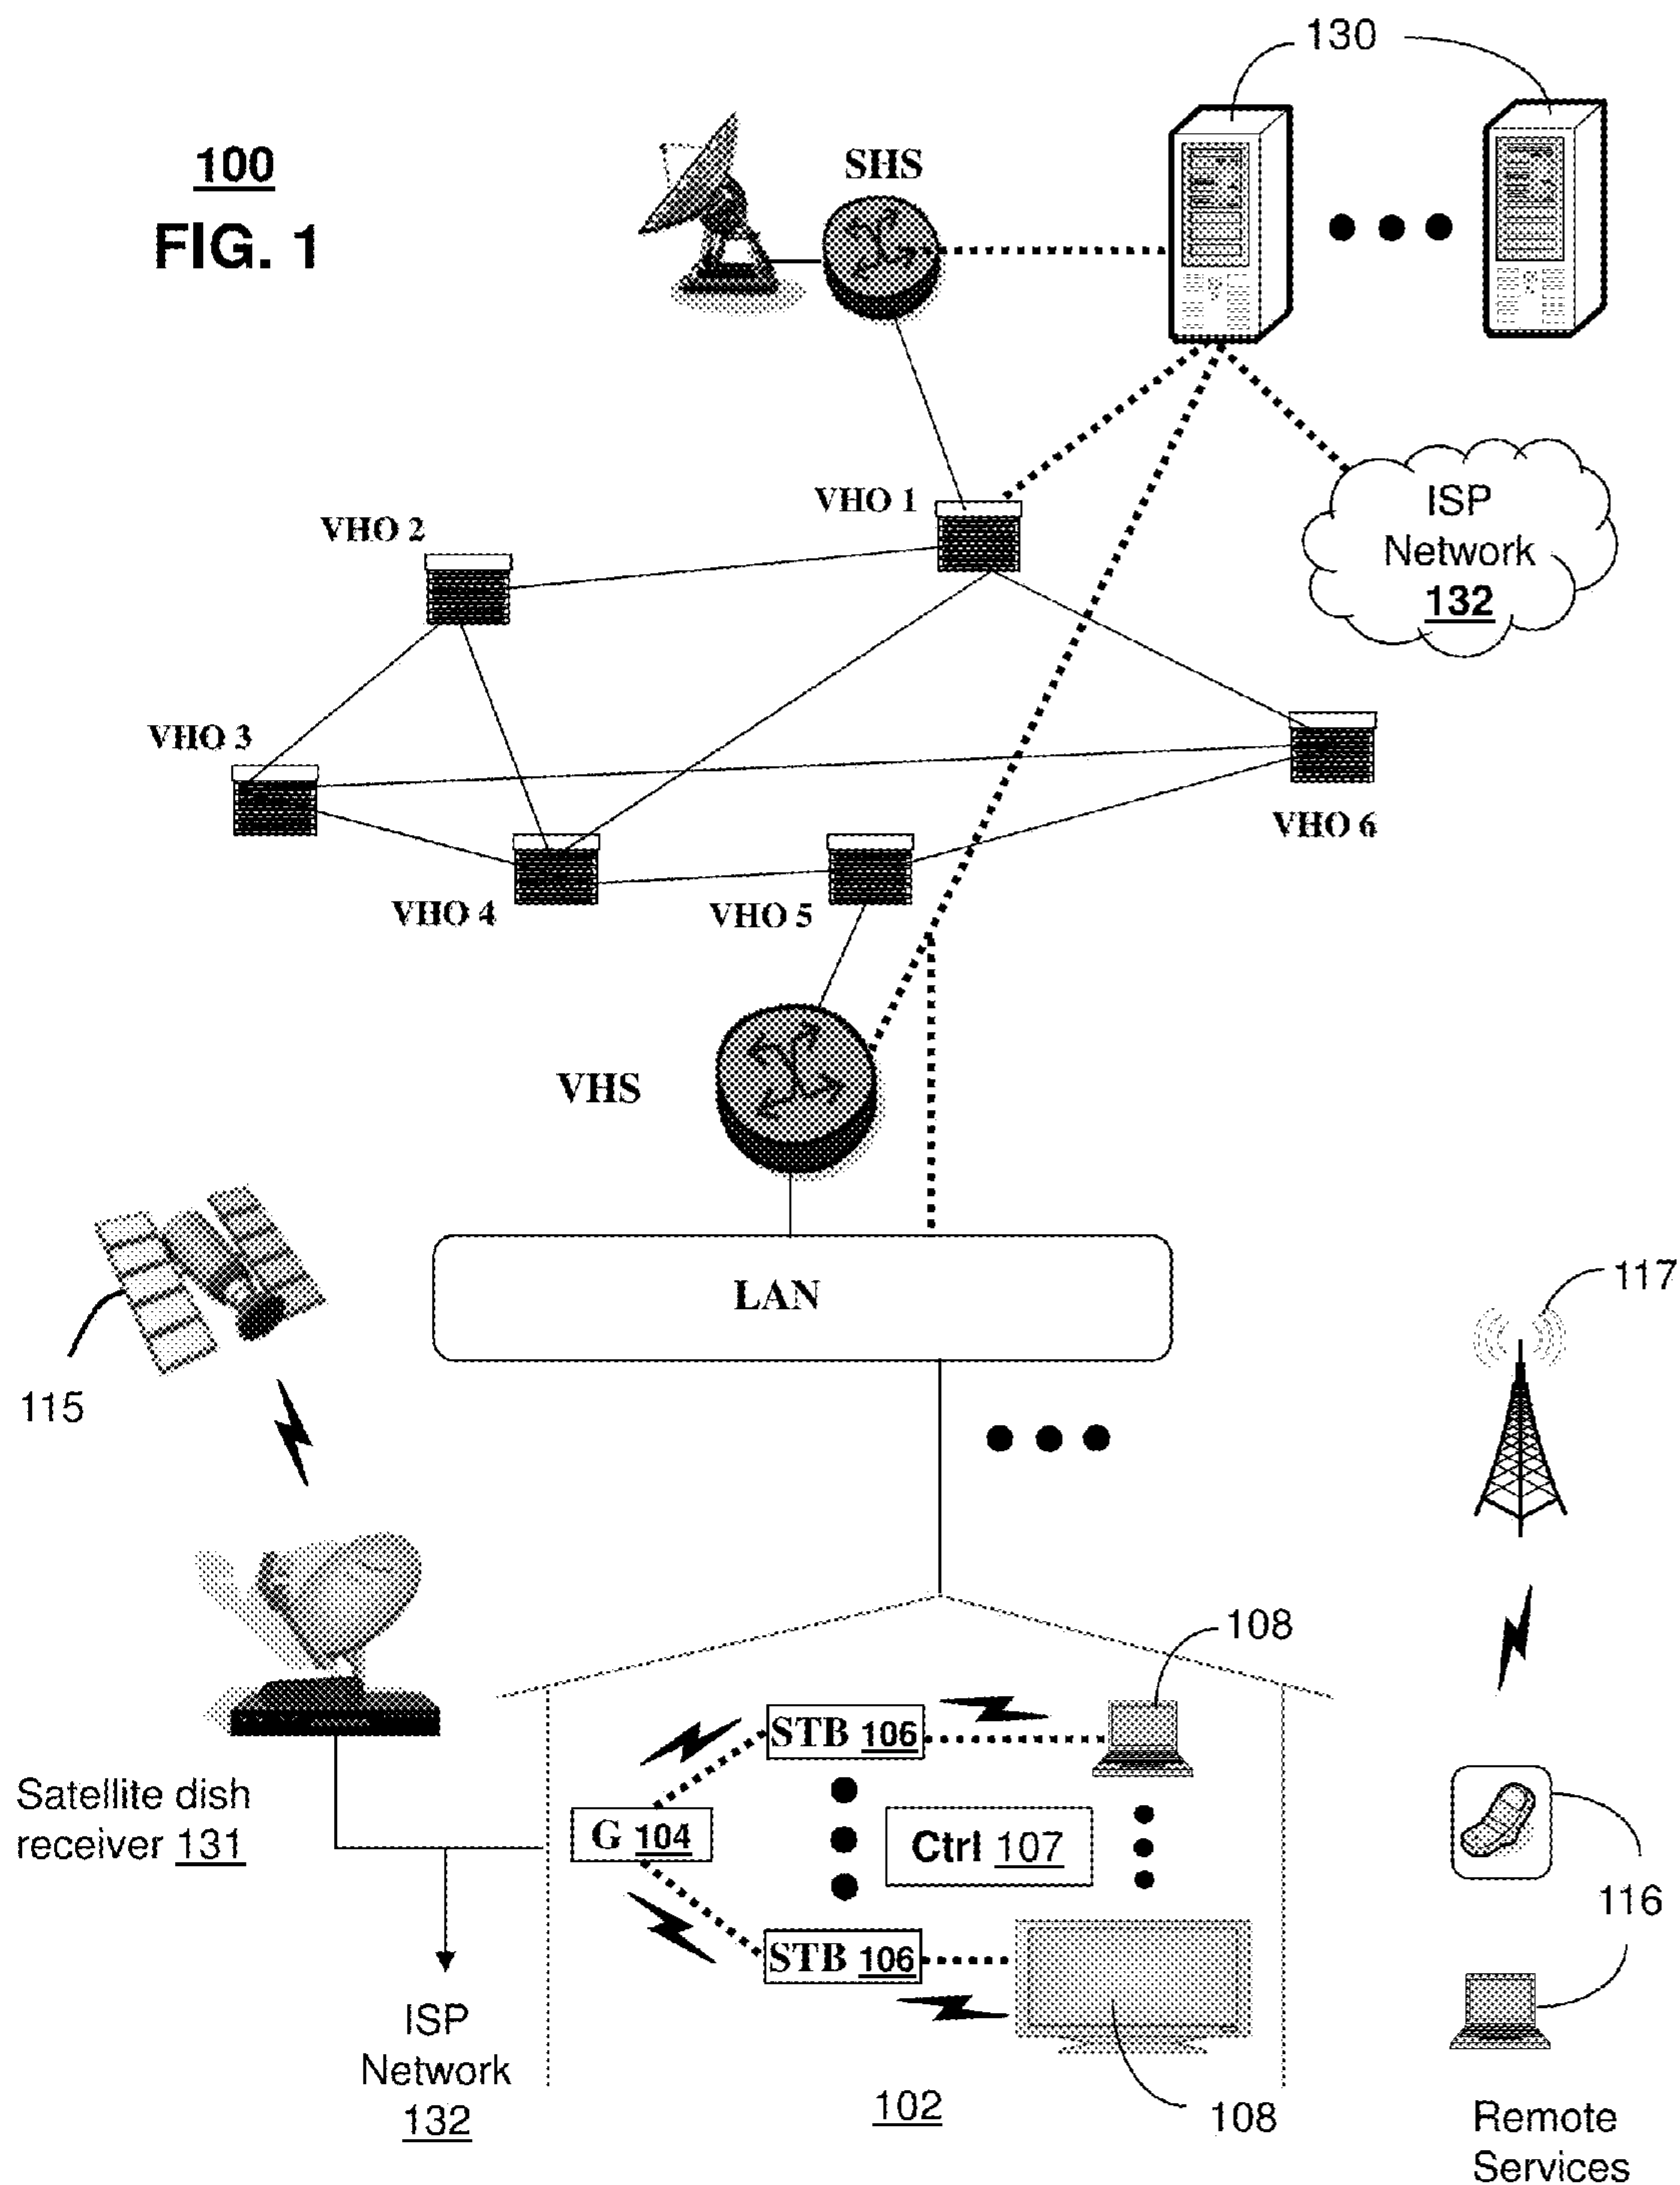 130
100
FIG. 1
SHS
VHO 1
ISP
Network
132
VHO 2
VHO 3
VHO 6
VHO 4
VHO 5
VHS
LAN
117
115
108
STB 106
Satellite dish
receiver 131
G 104
Ctrl 107
116
STB 106
ISP
Network
132
102
108
Remote
Services